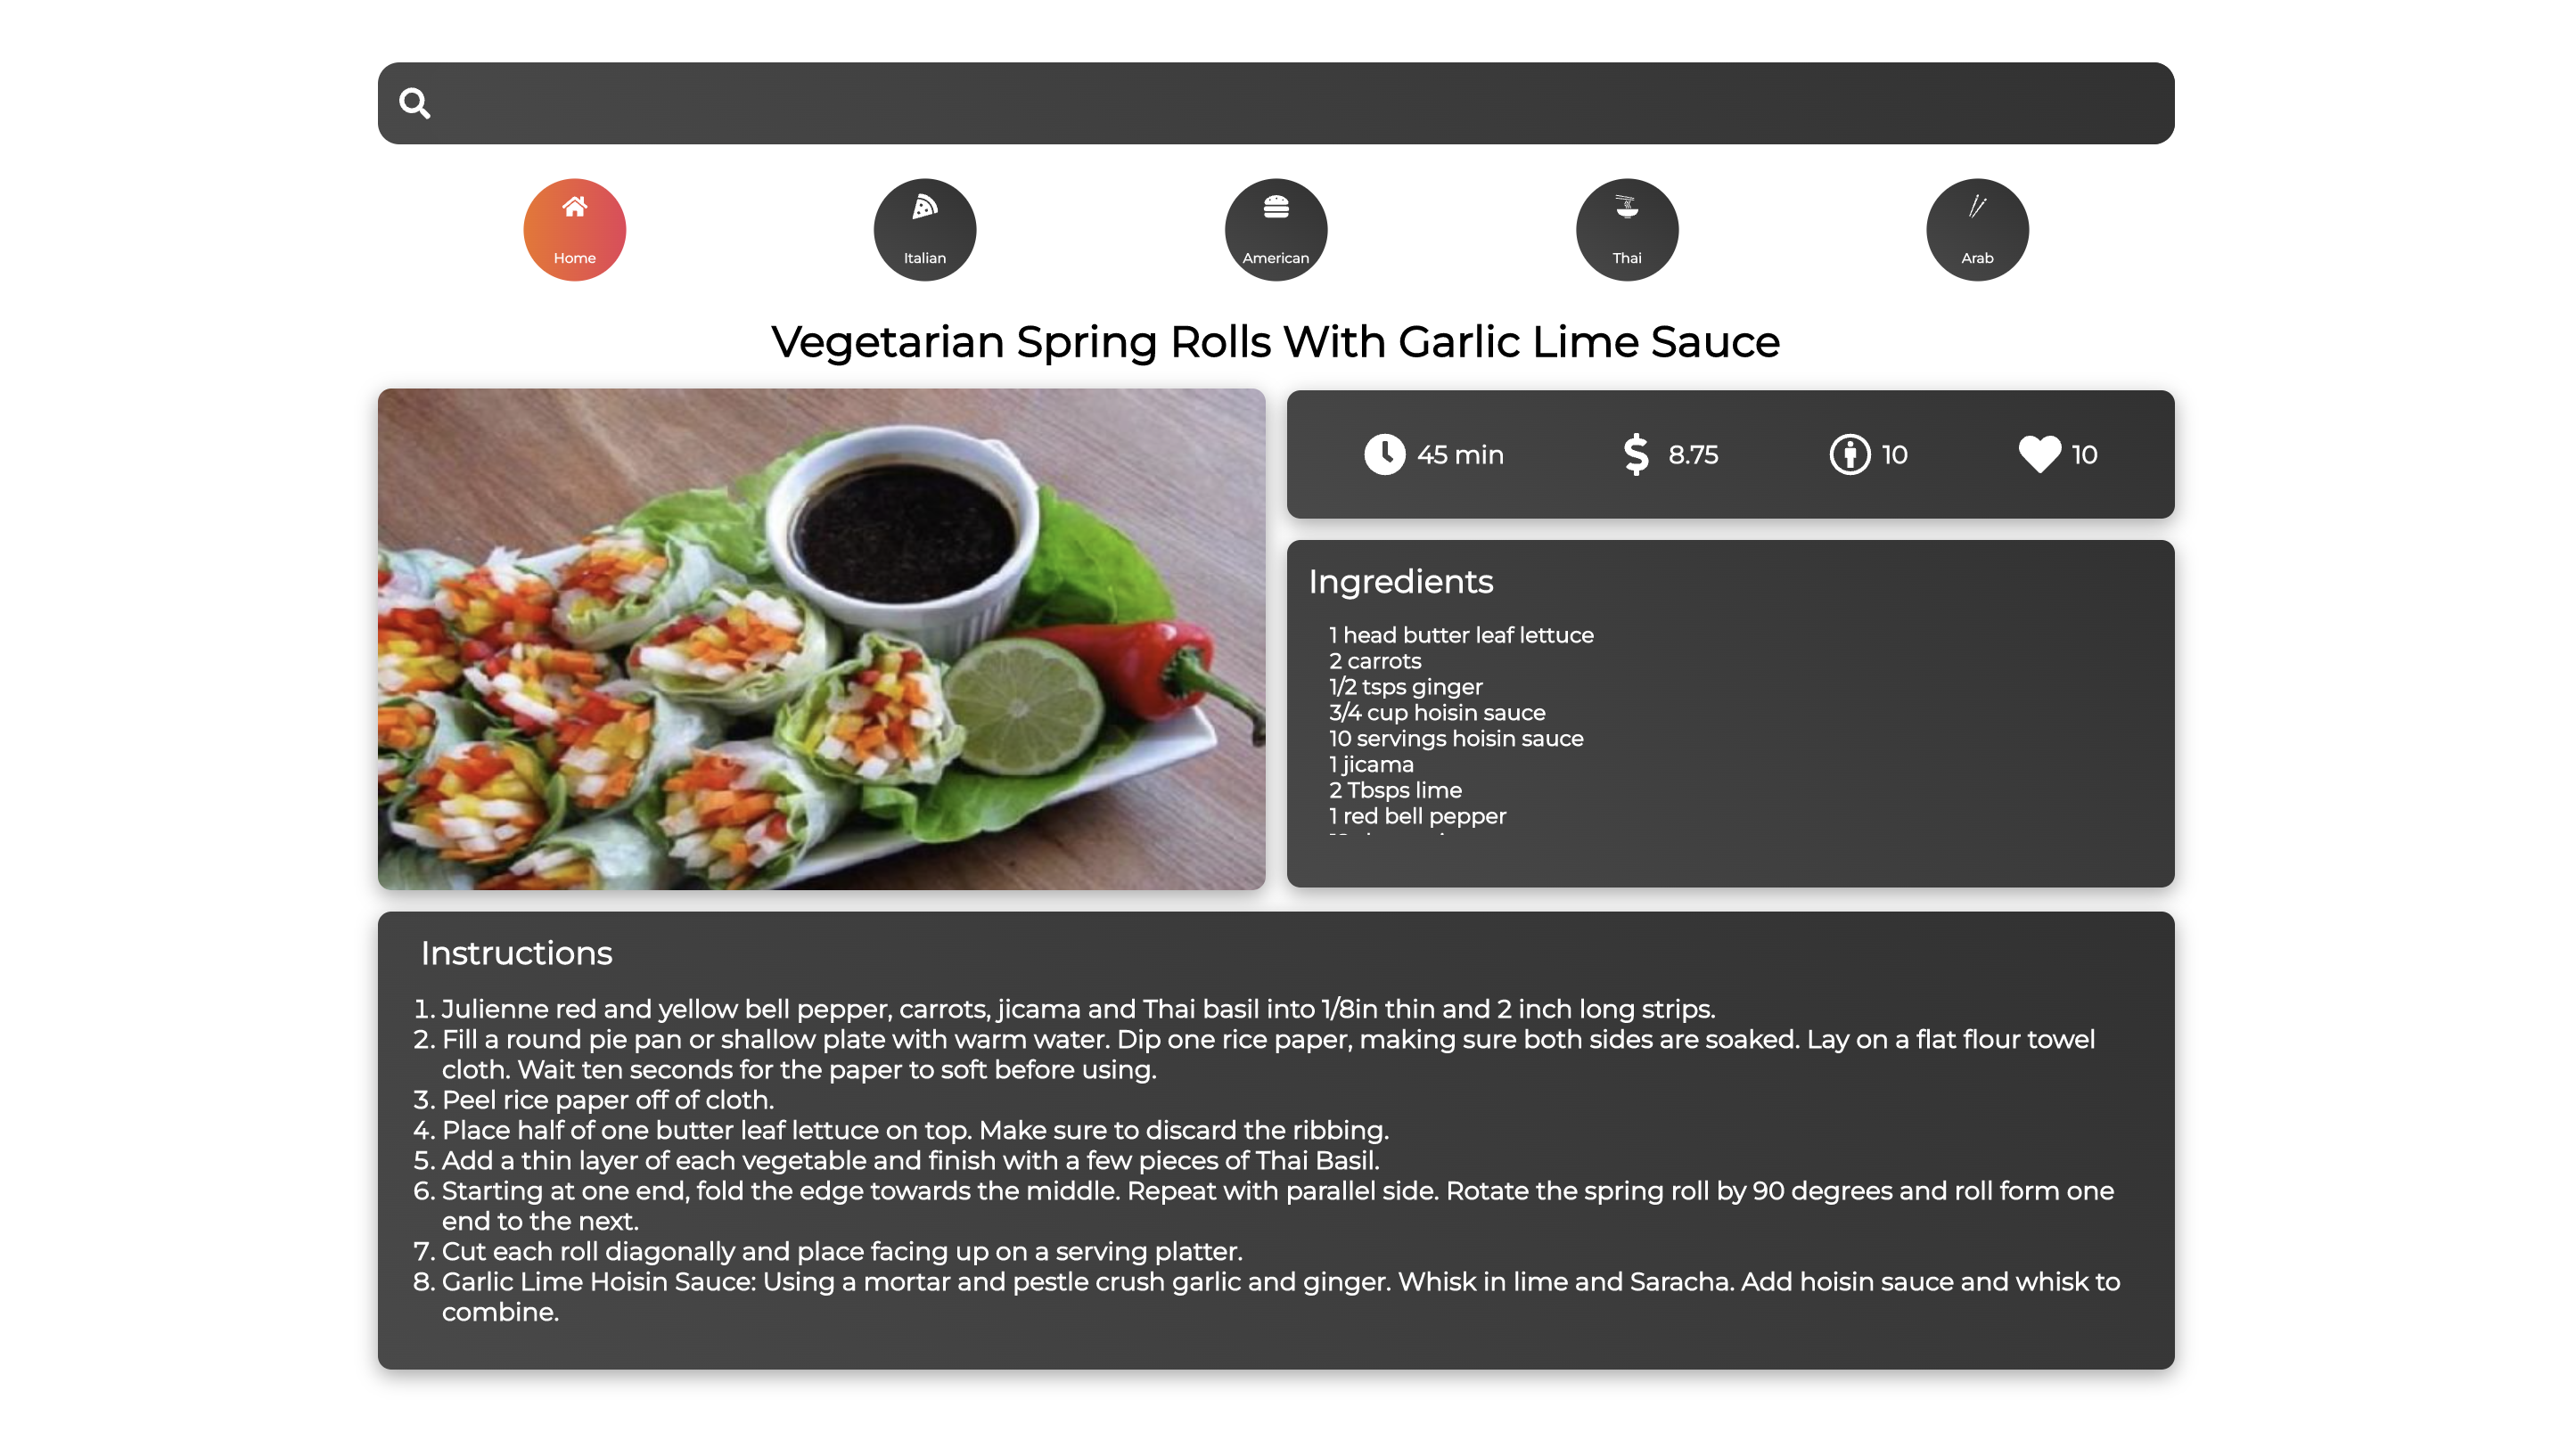 Home
Italian
American
Thai
Arab
Vegetarian Spring Rolls With Garlic Lime Sauce
45 min
8.75
10
10
Ingredients
1 head butter leaf lettuce
2 carrots
1/2 tsps ginger
3/4 cup hoisin sauce
10 servings hoisin sauce
1 jicama
2 Tbsps lime
1 red bell pepper
Instructions
1. Julienne red and yellow bell pepper, carrots, jicama and Thai basil into 1/8in thin and 2 inch long strips.
2. Fill a round pie pan or shallow plate with warm water. Dip one rice paper, making sure both sides are soaked. Lay on a flat flour towel
cloth. Wait ten seconds for the paper to soft before using.
3. Peel rice paper off of cloth.
4. Place half of one butter leaf lettuce on top. Make sure to discard the ribbing.
5. Add a thin layer of each vegetable and finish with a few pieces of Thai Basil.
6. Starting at one end, fold the edge towards the middle. Repeat with parallel side. Rotate the spring roll by 90 degrees and roll form one
end to the next.
7. Cut each roll diagonally and place facing up on a serving platter.
8. Garlic Lime Hoisin Sauce: Using a mortar and pestle crush garlic and ginger. Whisk in lime and Saracha. Add hoisin sauce and whisk to
combine.